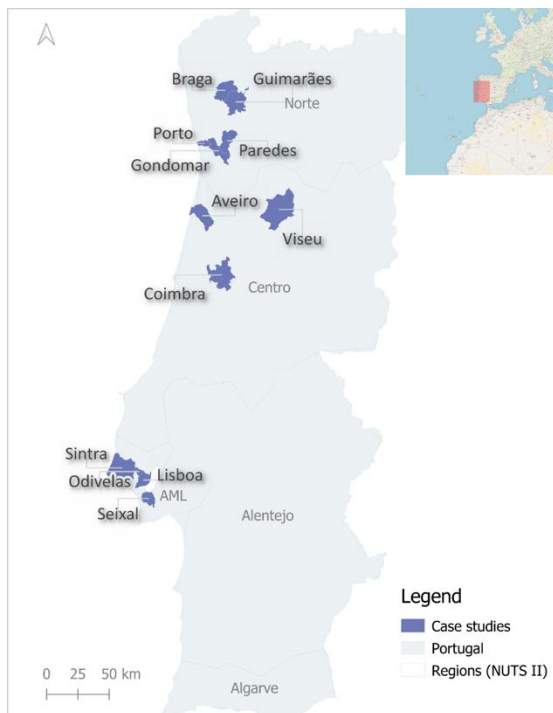 Braga
Guimarães
Norte
Porto
Paredes
Gondomar
Aveiro
Viseu
Coimbra
Centro
Sintra
Lisboa
Odivelas
AML
Seixal
Alentejo
Algarve
Legend
Case studies
Portugal
Regions (NUTS II)
0 25 50 km